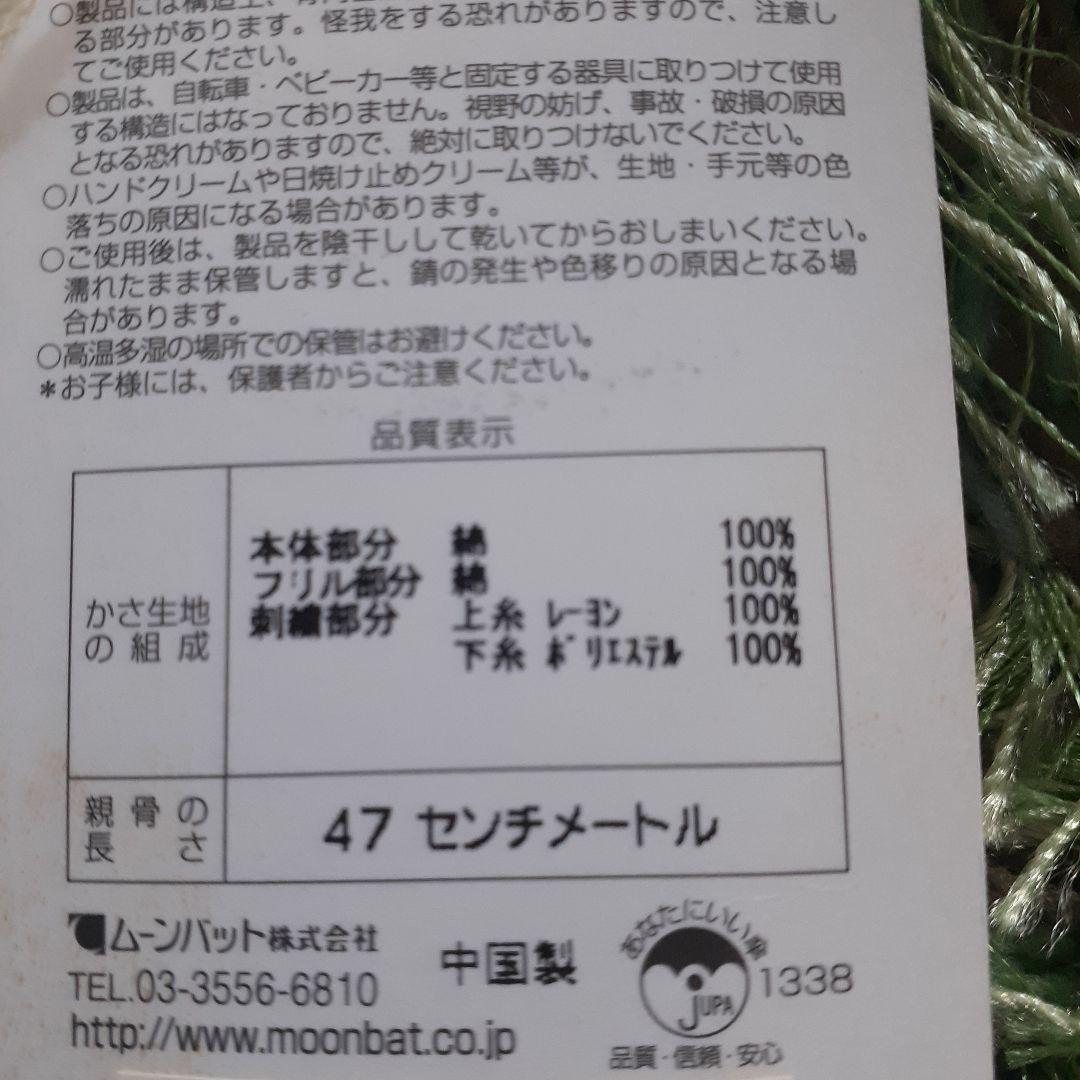 ○製品には構造上、
る部分があります。怪我をする恐れがありますので、注意し
てご使用ください。
○製品は、自転車・ベビーカー等と固定する器具に取りつけて使用
する構造にはなっておりません。視野の妨げ、事故・破損の原因
となる恐れがありますので、絶対に取りつけないでください。
○ハンドクリームや日焼け止めクリーム等が、生地・手元等の色
落ちの原因になる場合があります。
○ご使用後は、製品を陰干しして乾いてからおしまいください。
濡れたまま保管しますと、錆の発生や色移りの原因となる場
合があります。
○高温多湿の場所での保管はお避けください。
＊お子様には、保護者からご注意ください。
品質表示
かさ生地
の組成
本体部分 綿 100%
フリル部分 綿 100%
刺繍部分 上糸 ﾚｰﾖﾝ 100%
下糸 ﾎﾟﾘｴｽﾃﾙ 100%
親骨の
長さ
47 センチメートル
ムーンバット株式会社
TEL.03-3556-6810
http://www.moonbat.co.jp
中国製
あなたにいい傘
JUPA
1338
品質・信頼・安心